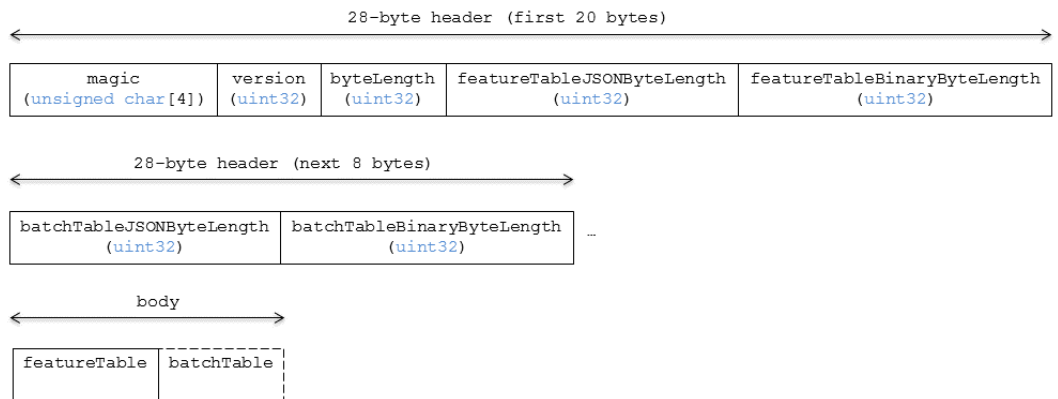 28-byte header (first 20 bytes)
magic version byteLength featureTableJSONByteLength featureTableBinaryByteLength
(unsigned char[4]) (uint32) (uint32) (uint32) (uint32)
28-byte header (next 8 bytes)
batchTableJSONByteLength batchTableBinaryByteLength
(uint32) (uint32) …
body
featureTable batchTable